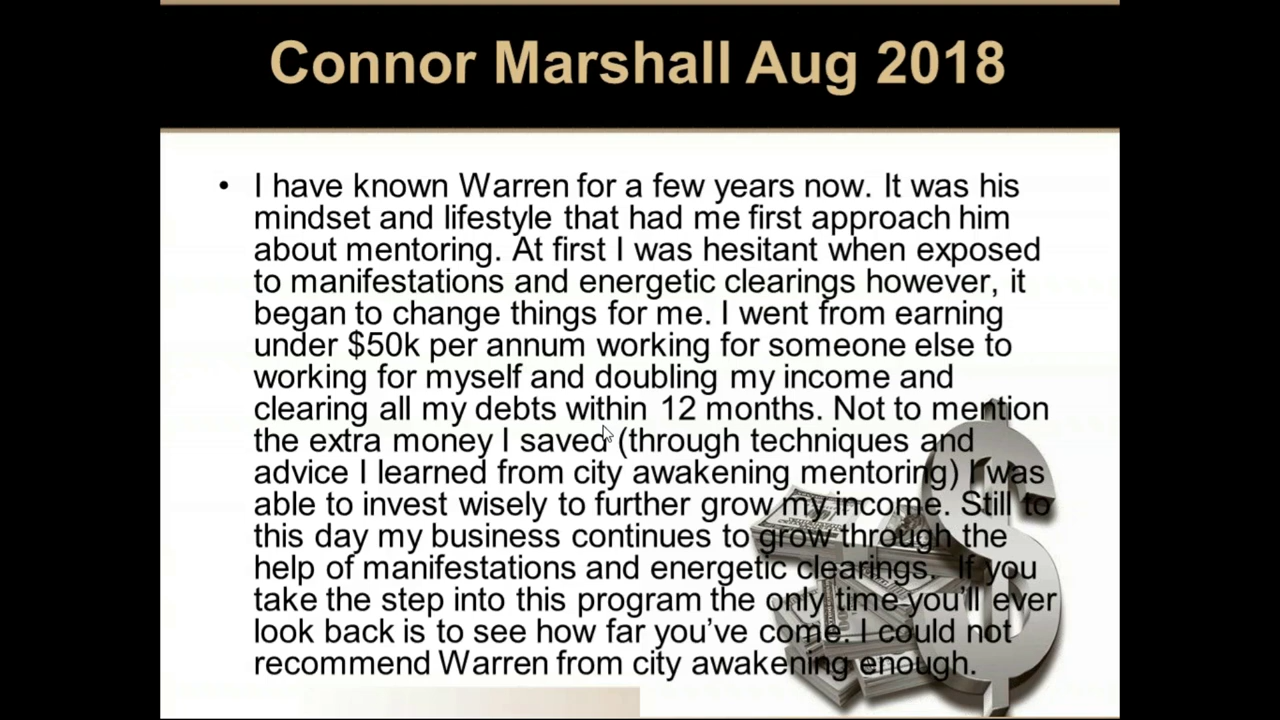 Connor Marshall Aug 2018
• I have known Warren for a few years now. It was his
mindset and lifestyle that had me first approach him
about mentoring. At first I was hesitant when exposed
to manifestations and energetic clearings however, it
began to change things for me. I went from earning
under $50k per annum working for someone else to
working for myself and doubling my income and
clearing all my debts within 12 months. Not to mention
the extra money I saved (through techniques and
advice I learned from city awakening mentoring) I was
able to invest wisely to further grow my income. Still to
this day my business continues to grow through the
help of manifestations and energetic clearings.  If you
take the step into this program the only time you'll ever
look back is to see how far you've come. I could not
recommend Warren from city awakening enough.